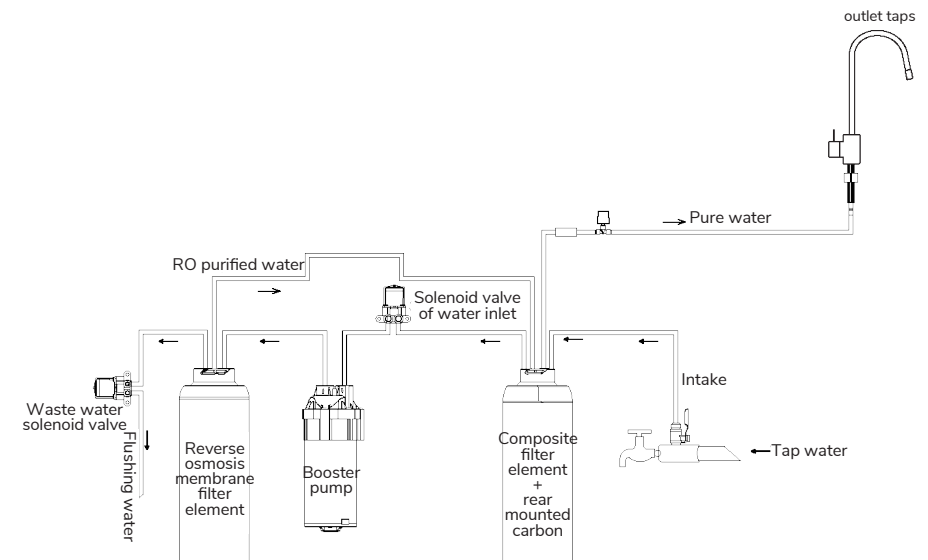 outlet taps
Pure water
RO purified water
Solenoid valve
of water inlet
Intake
Waste water
solenoid valve
Flushing water
Reverse
osmosis
membrane
filter
element
Booster
pump
Composite
filter
element
+
rear
mounted
carbon
Tap water